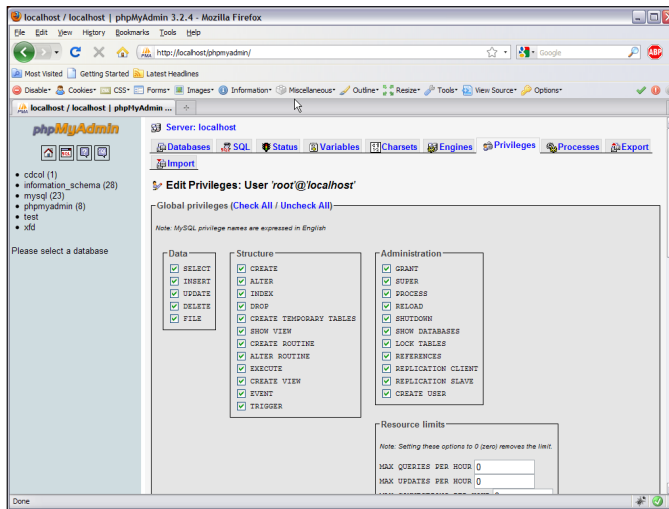 localhost / localhost | phpMyAdmin 3.2.4 - Mozilla Firefox
File Edit View History Bookmarks Tools Help
http://localhost/phpmyadmin/
Google
ABP
Most Visited Getting Started Latest Headlines
Disable Cookies CSS Forms Images Information Miscellaneous Outline Resize Tools View Source Options
localhost / localhost | phpMyAdmin ...
phpMyAdmin
cdcol (1)
information_schema (28)
mysql (23)
phpmyadmin (8)
test
xfd
Please select a database
Server: localhost
Databases SQL Status Variables Charsets Engines Privileges Processes Export
Import
Edit Privileges: User 'root'@'localhost'
Global privileges (Check All / Uncheck All)
Note: MySQL privilege names are expressed in English
Data
SELECT
INSERT
UPDATE
DELETE
FILE
Structure
CREATE
ALTER
INDEX
DROP
CREATE TEMPORARY TABLES
SHOW VIEW
CREATE ROUTINE
ALTER ROUTINE
EXECUTE
CREATE VIEW
EVENT
TRIGGER
Administration
GRANT
SUPER
PROCESS
RELOAD
SHUTDOWN
SHOW DATABASES
LOCK TABLES
REFERENCES
REPLICATION CLIENT
REPLICATION SLAVE
CREATE USER
Resource limits
Note: Setting these options to 0 (zero) removes the limit.
MAX QUERIES PER HOUR 0
MAX UPDATES PER HOUR 0
Done